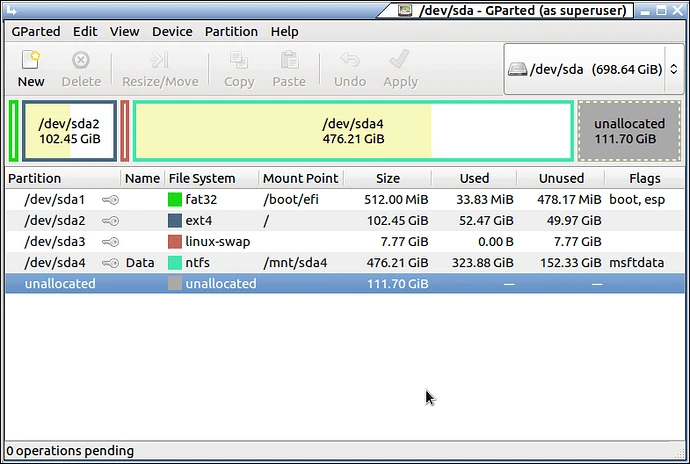 /dev/sda - GParted (as superuser)
GParted Edit View Device Partition Help
New Delete Resize/Move Copy Paste Undo Apply /dev/sda (698.64 GiB)
/dev/sda2 /dev/sda4 unallocated
102.45 GiB 476.21 GiB 111.70 GiB
Partition Name File System Mount Point Size Used Unused Flags
/dev/sda1 fat32 /boot/efi 512.00 MiB 33.83 MiB 478.17 MiB boot, esp
/dev/sda2 ext4 / 102.45 GiB 52.47 GiB 49.97 GiB
/dev/sda3 linux-swap 7.77 GiB 0.00 B 7.77 GiB
/dev/sda4 Data ntfs /mnt/sda4 476.21 GiB 323.88 GiB 152.33 GiB msftdata
unallocated unallocated 111.70 GiB — —
0 operations pending